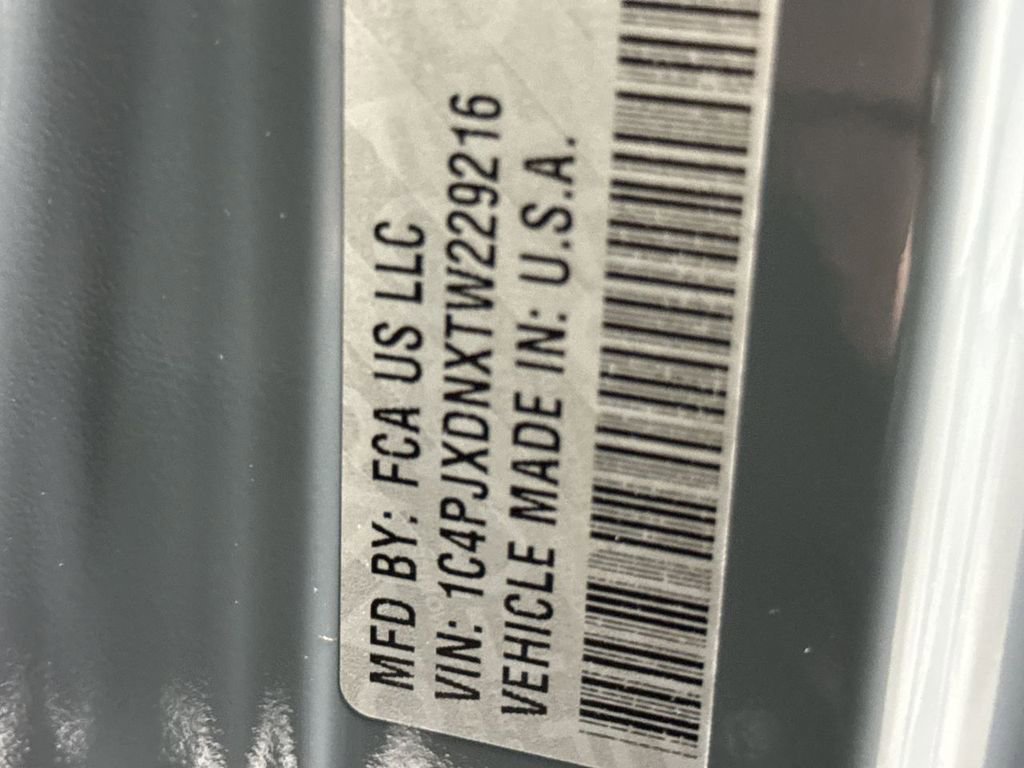 MFD BY: FCA US LLC
VIN: 1C4PJXDNXTW229216
VEHICLE MADE IN: U.S.A.